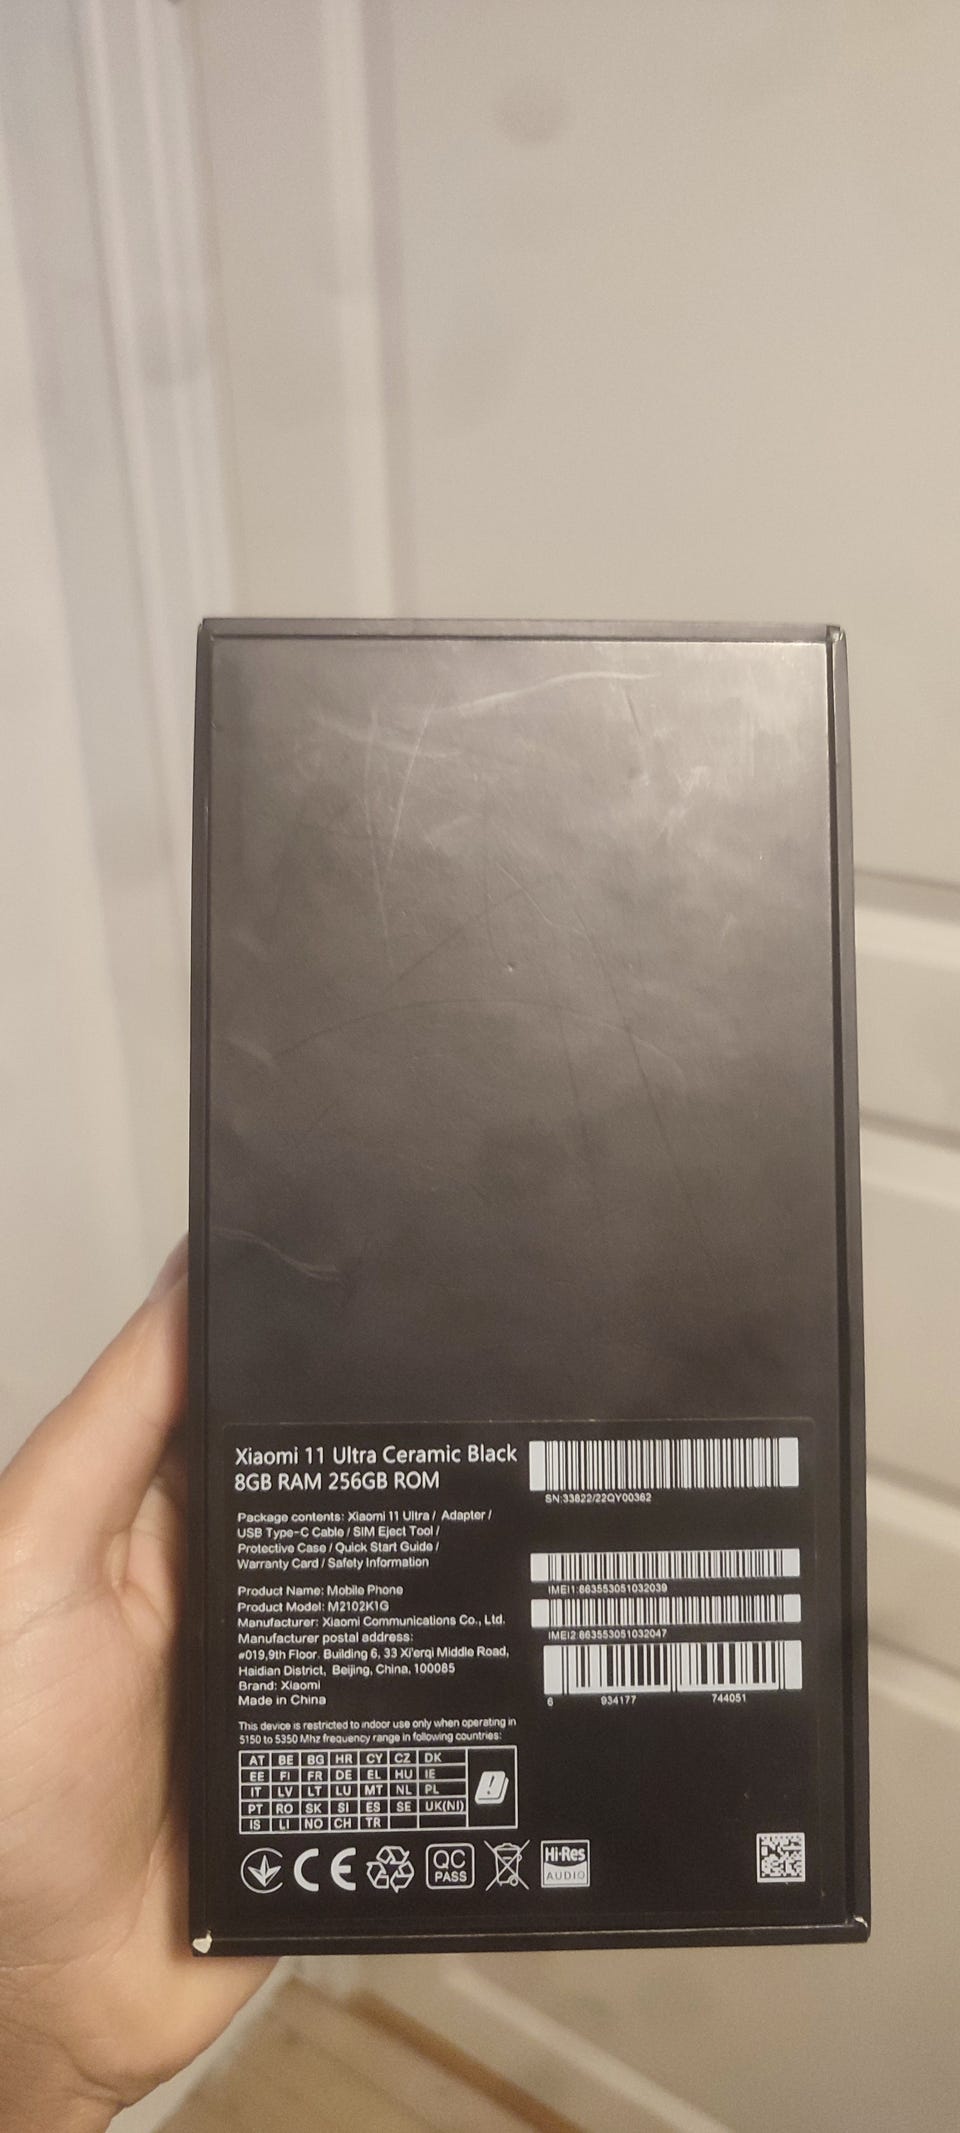 Xiaomi 11 Ultra Ceramic Black
8GB RAM 256GB ROM
Package contents: Xiaomi 11 Ultra / Adapter /
USB Type-C Cable / SIM Eject Tool /
Protective Case / Quick Start Guide /
Warranty Card / Safety Information
Product Name: Mobile Phone
Product Model: M2102K1G
Manufacturer: Xiaomi Communications Co., Ltd.
Manufacturer postal address:
#019,9th Floor. Building 6, 33 Xi'erqi Middle Road,
Haidian District, Beijing, China, 100085
Brand: Xiaomi
Made in China
SN:33822/22QY00362
IMEI1:863553051032039
IMEI2:863553051032047
6 934177 744051
This device is restricted to indoor use only when operating in
5150 to 5350 Mhz frequency range in following countries:
AT BE BG HR CY CZ DK
EE FI FR DE EL HU IE
IT LV LT LU MT NL PL
PT RO SK SI ES SE UK(NI)
IS LI NO CH TR
CE
QC
PASS
Hi-Res
AUDIO